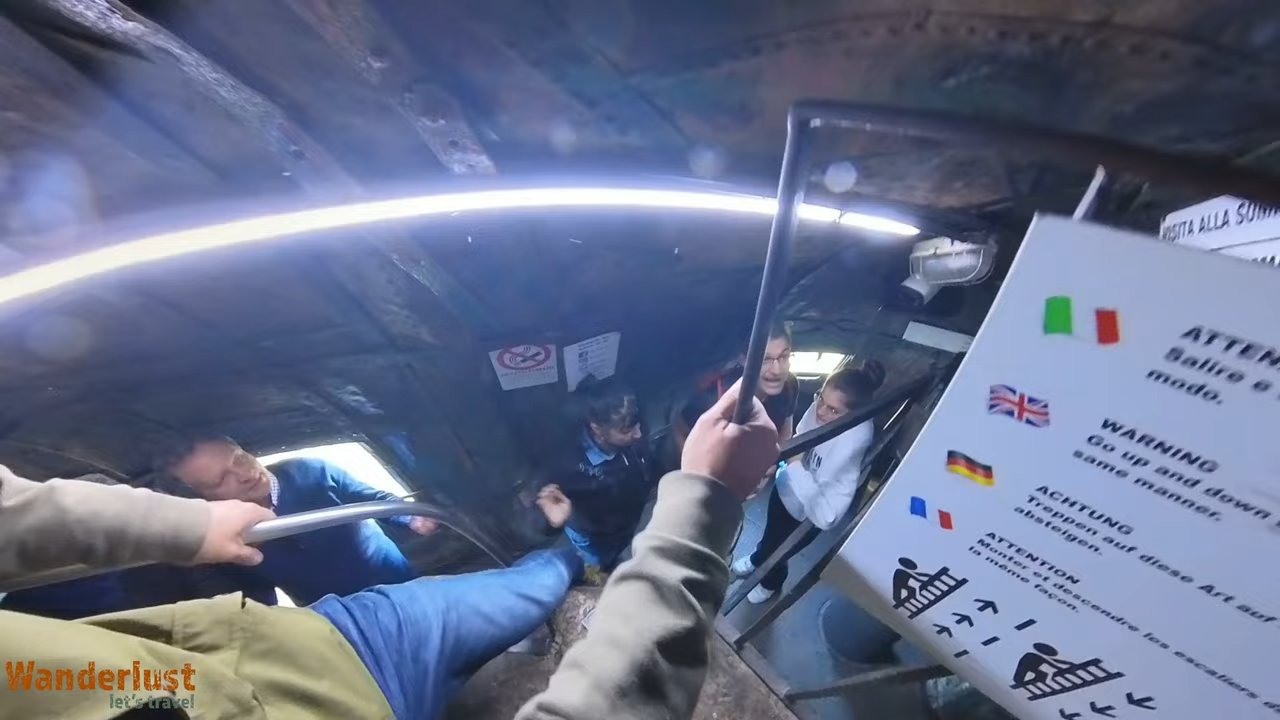 VISITA ALLA
ATTEN
Salire e
modo.
WARNING
Go up and down
same manner.
ACHTUNG
Treppen auf diese Art auf
absteigen.
ATTENTION
Monter et descendre les escaliers
la même façon.
Wanderlust
let's travel